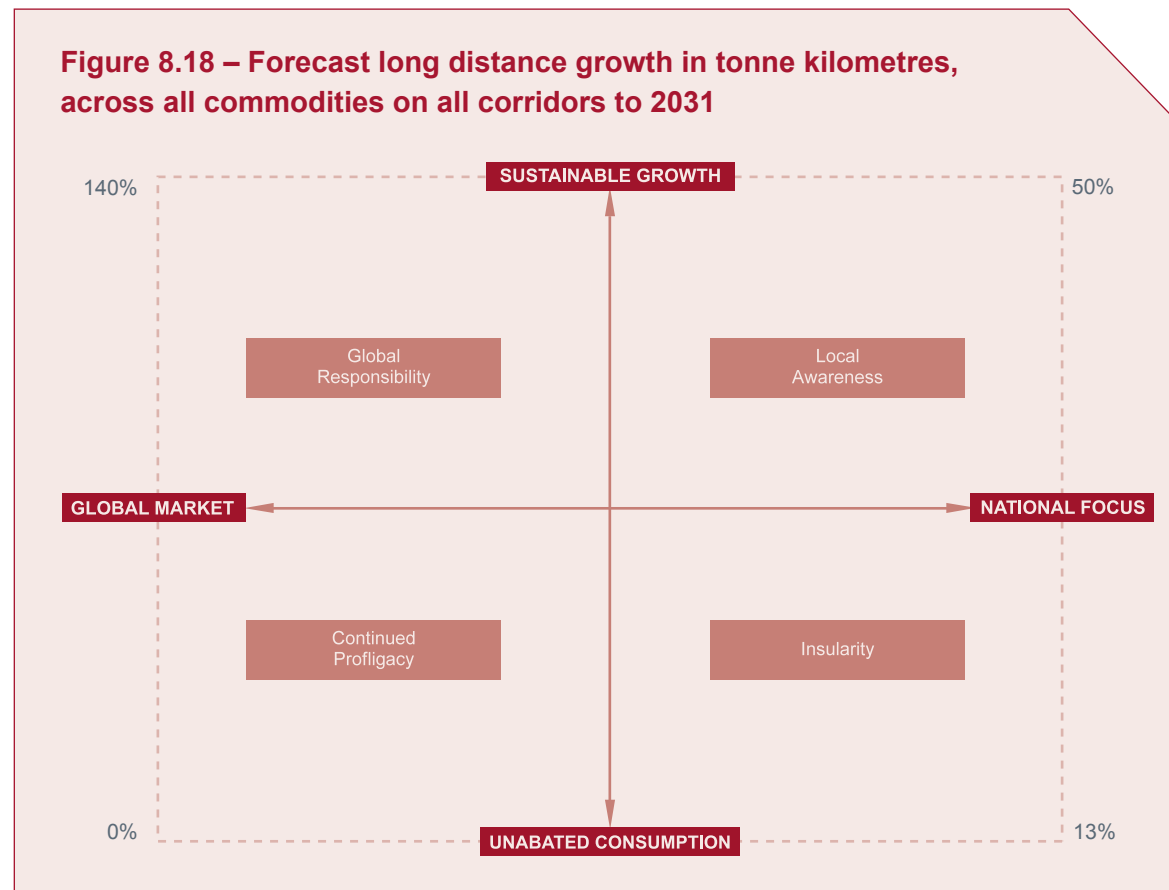 Figure 8.18 – Forecast long distance growth in tonne kilometres,
across all commodities on all corridors to 2031
SUSTAINABLE GROWTH
140%
50%
Global
Responsibility
Local
Awareness
GLOBAL MARKET
NATIONAL FOCUS
Continued
Profligacy
Insularity
0%
13%
UNABATED CONSUMPTION